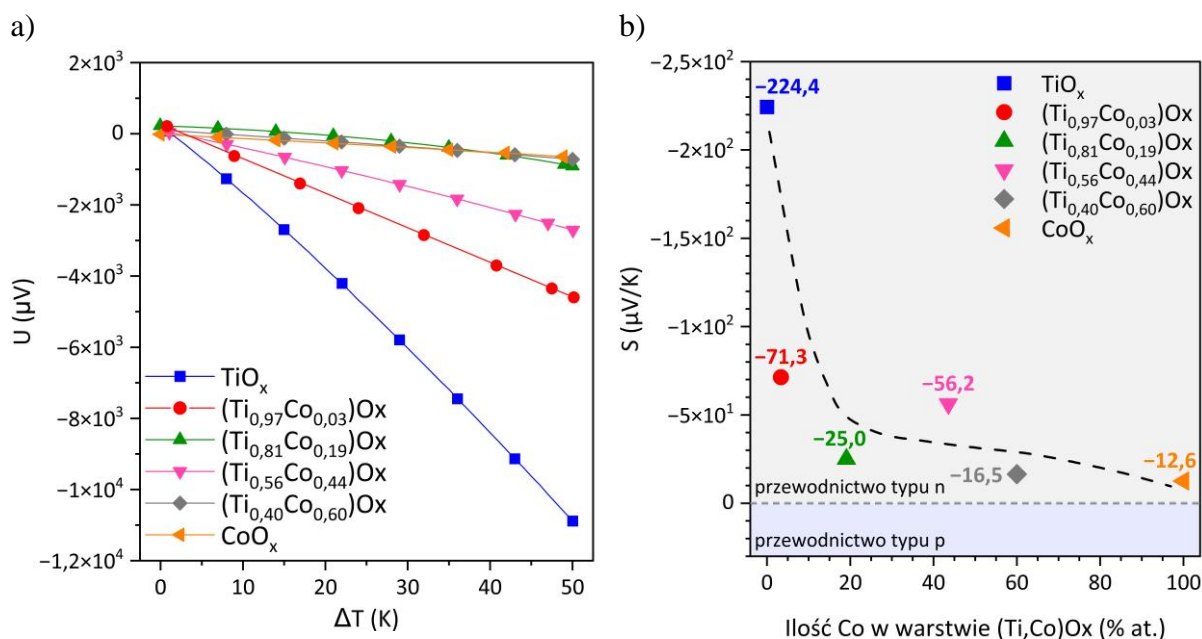 a)
2×10³
0
−2×10³
−4×10³
−6×10³
−8×10³
−1×10⁴
−1,2×10⁴
U (µV)
TiOₓ
(Ti₀,₉₇Co₀,₀₃)Ox
(Ti₀,₈₁Co₀,₁₉)Ox
(Ti₀,₅₆Co₀,₄₄)Ox
(Ti₀,₄₀Co₀,₆₀)Ox
CoOₓ
0 10 20 30 40 50
ΔT (K)
b)
−2,5×10²
−2×10²
−1,5×10²
−1×10²
−5×10¹
0
S (µV/K)
−224,4
−71,3
−25,0
−56,2
−16,5
−12,6
TiOₓ
(Ti₀,₉₇Co₀,₀₃)Ox
(Ti₀,₈₁Co₀,₁₉)Ox
(Ti₀,₅₆Co₀,₄₄)Ox
(Ti₀,₄₀Co₀,₆₀)Ox
CoOₓ
przewodnictwo typu n
przewodnictwo typu p
0 20 40 60 80 100
Ilość Co w warstwie (Ti,Co)Ox (% at.)